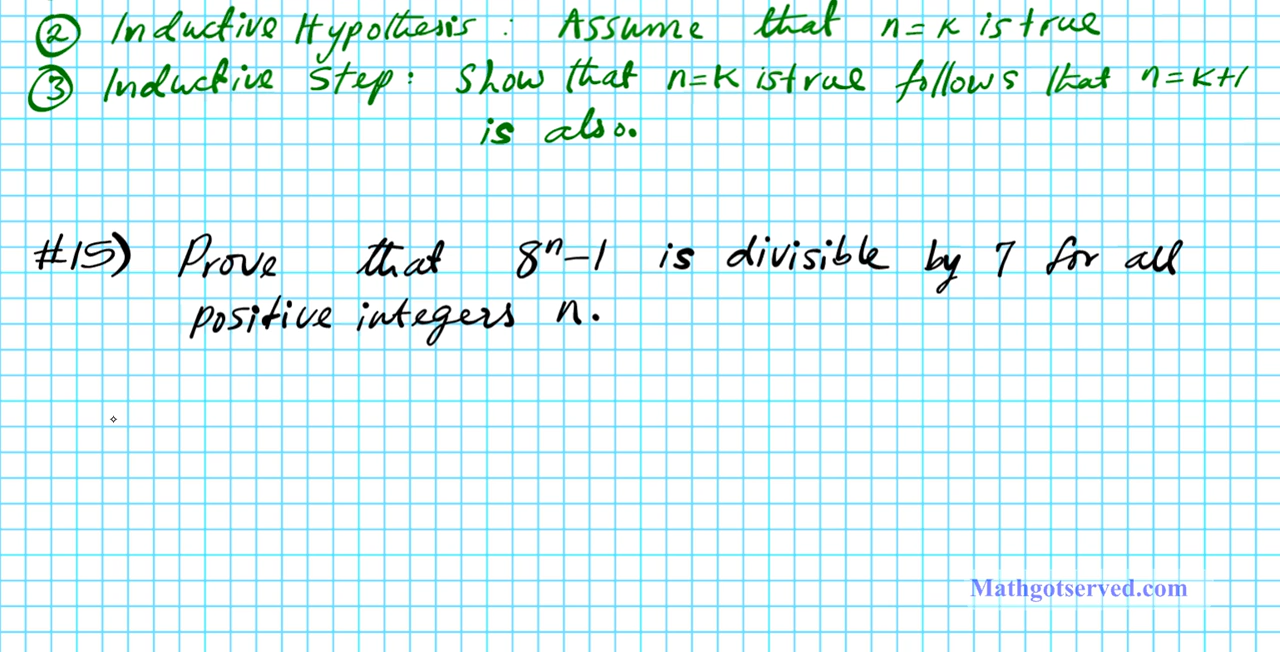 ② Inductive Hypothesis : Assume that n = k is true
③ Inductive Step : Show that n=k is true follows that n=k+1
is also.
#15) Prove that 8ⁿ-1 is divisible by 7 for all
positive integers n.
Mathgotserved.com